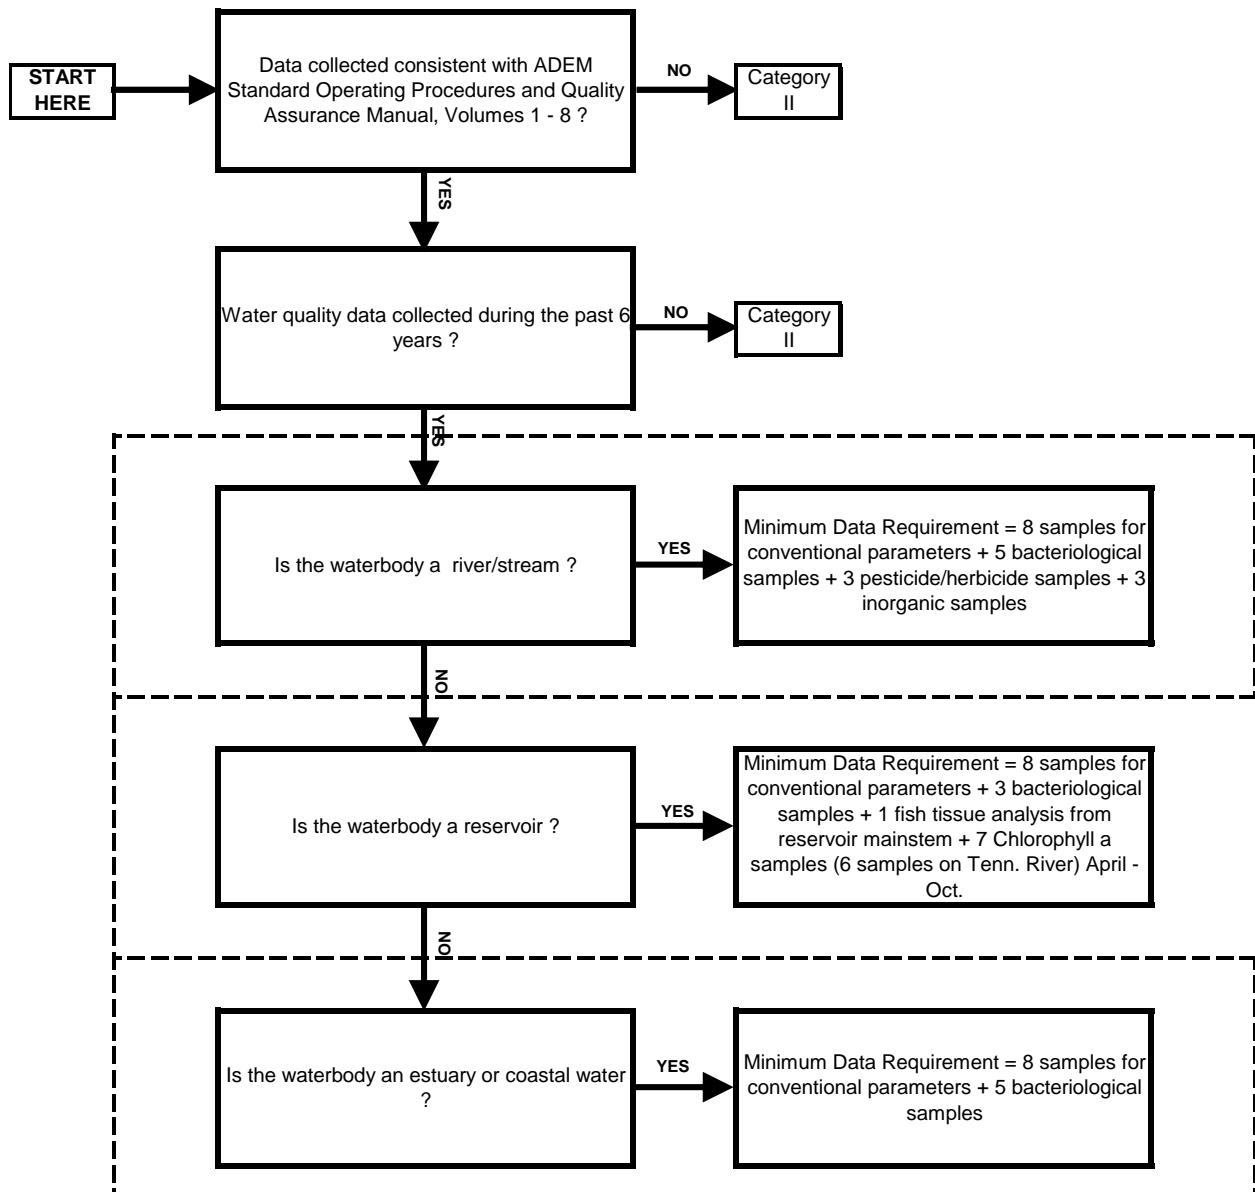 START
HERE
Data collected consistent with ADEM
Standard Operating Procedures and Quality
Assurance Manual, Volumes 1 - 8 ?
NO
Category
II
YES
Water quality data collected during the past 6
years ?
NO
Category
II
YES
Is the waterbody a river/stream ?
YES
Minimum Data Requirement = 8 samples for
conventional parameters + 5 bacteriological
samples + 3 pesticide/herbicide samples + 3
inorganic samples
NO
Is the waterbody a reservoir ?
YES
Minimum Data Requirement = 8 samples for
conventional parameters + 3 bacteriological
samples + 1 fish tissue analysis from
reservoir mainstem + 7 Chlorophyll a
samples (6 samples on Tenn. River) April -
Oct.
NO
Is the waterbody an estuary or coastal water
?
YES
Minimum Data Requirement = 8 samples for
conventional parameters + 5 bacteriological
samples